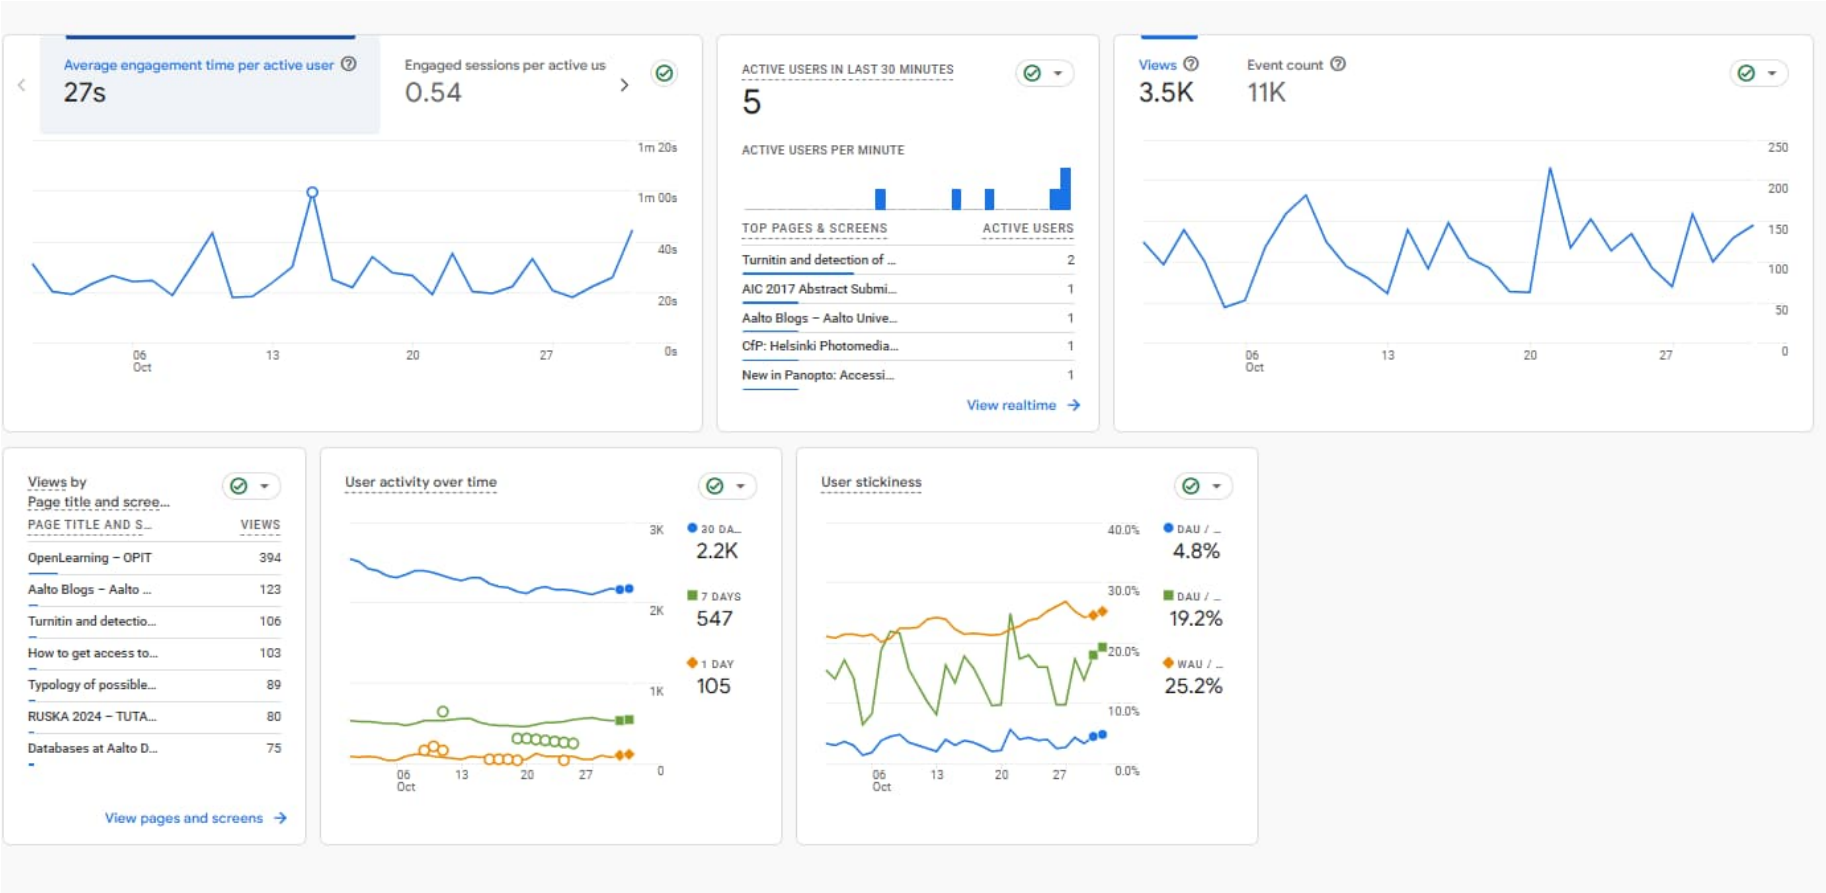 Average engagement time per active user
27s
Engaged sessions per active us
0.54
1m 20s
1m 00s
40s
20s
0s
06
Oct
13
20
27
ACTIVE USERS IN LAST 30 MINUTES
5
ACTIVE USERS PER MINUTE
TOP PAGES & SCREENS ACTIVE USERS
Turnitin and detection of ... 2
AIC 2017 Abstract Submi... 1
Aalto Blogs – Aalto Unive... 1
CfP: Helsinki Photomedia... 1
New in Panopto: Accessi... 1
View realtime
Views
3.5K
Event count
11K
250
200
150
100
50
0
06
Oct
13
20
27
Views by
Page title and scree...
PAGE TITLE AND S... VIEWS
OpenLearning – OPIT 394
Aalto Blogs – Aalto ... 123
Turnitin and detectio... 106
How to get access to... 103
Typology of possible... 89
RUSKA 2024 – TUTA... 80
Databases at Aalto D... 75
View pages and screens
User activity over time
3K
2K
1K
0
06
Oct
13
20
27
30 DA...
2.2K
7 DAYS
547
1 DAY
105
User stickiness
40.0%
30.0%
20.0%
10.0%
0.0%
06
Oct
13
20
27
DAU / ...
4.8%
DAU / ...
19.2%
WAU / ...
25.2%